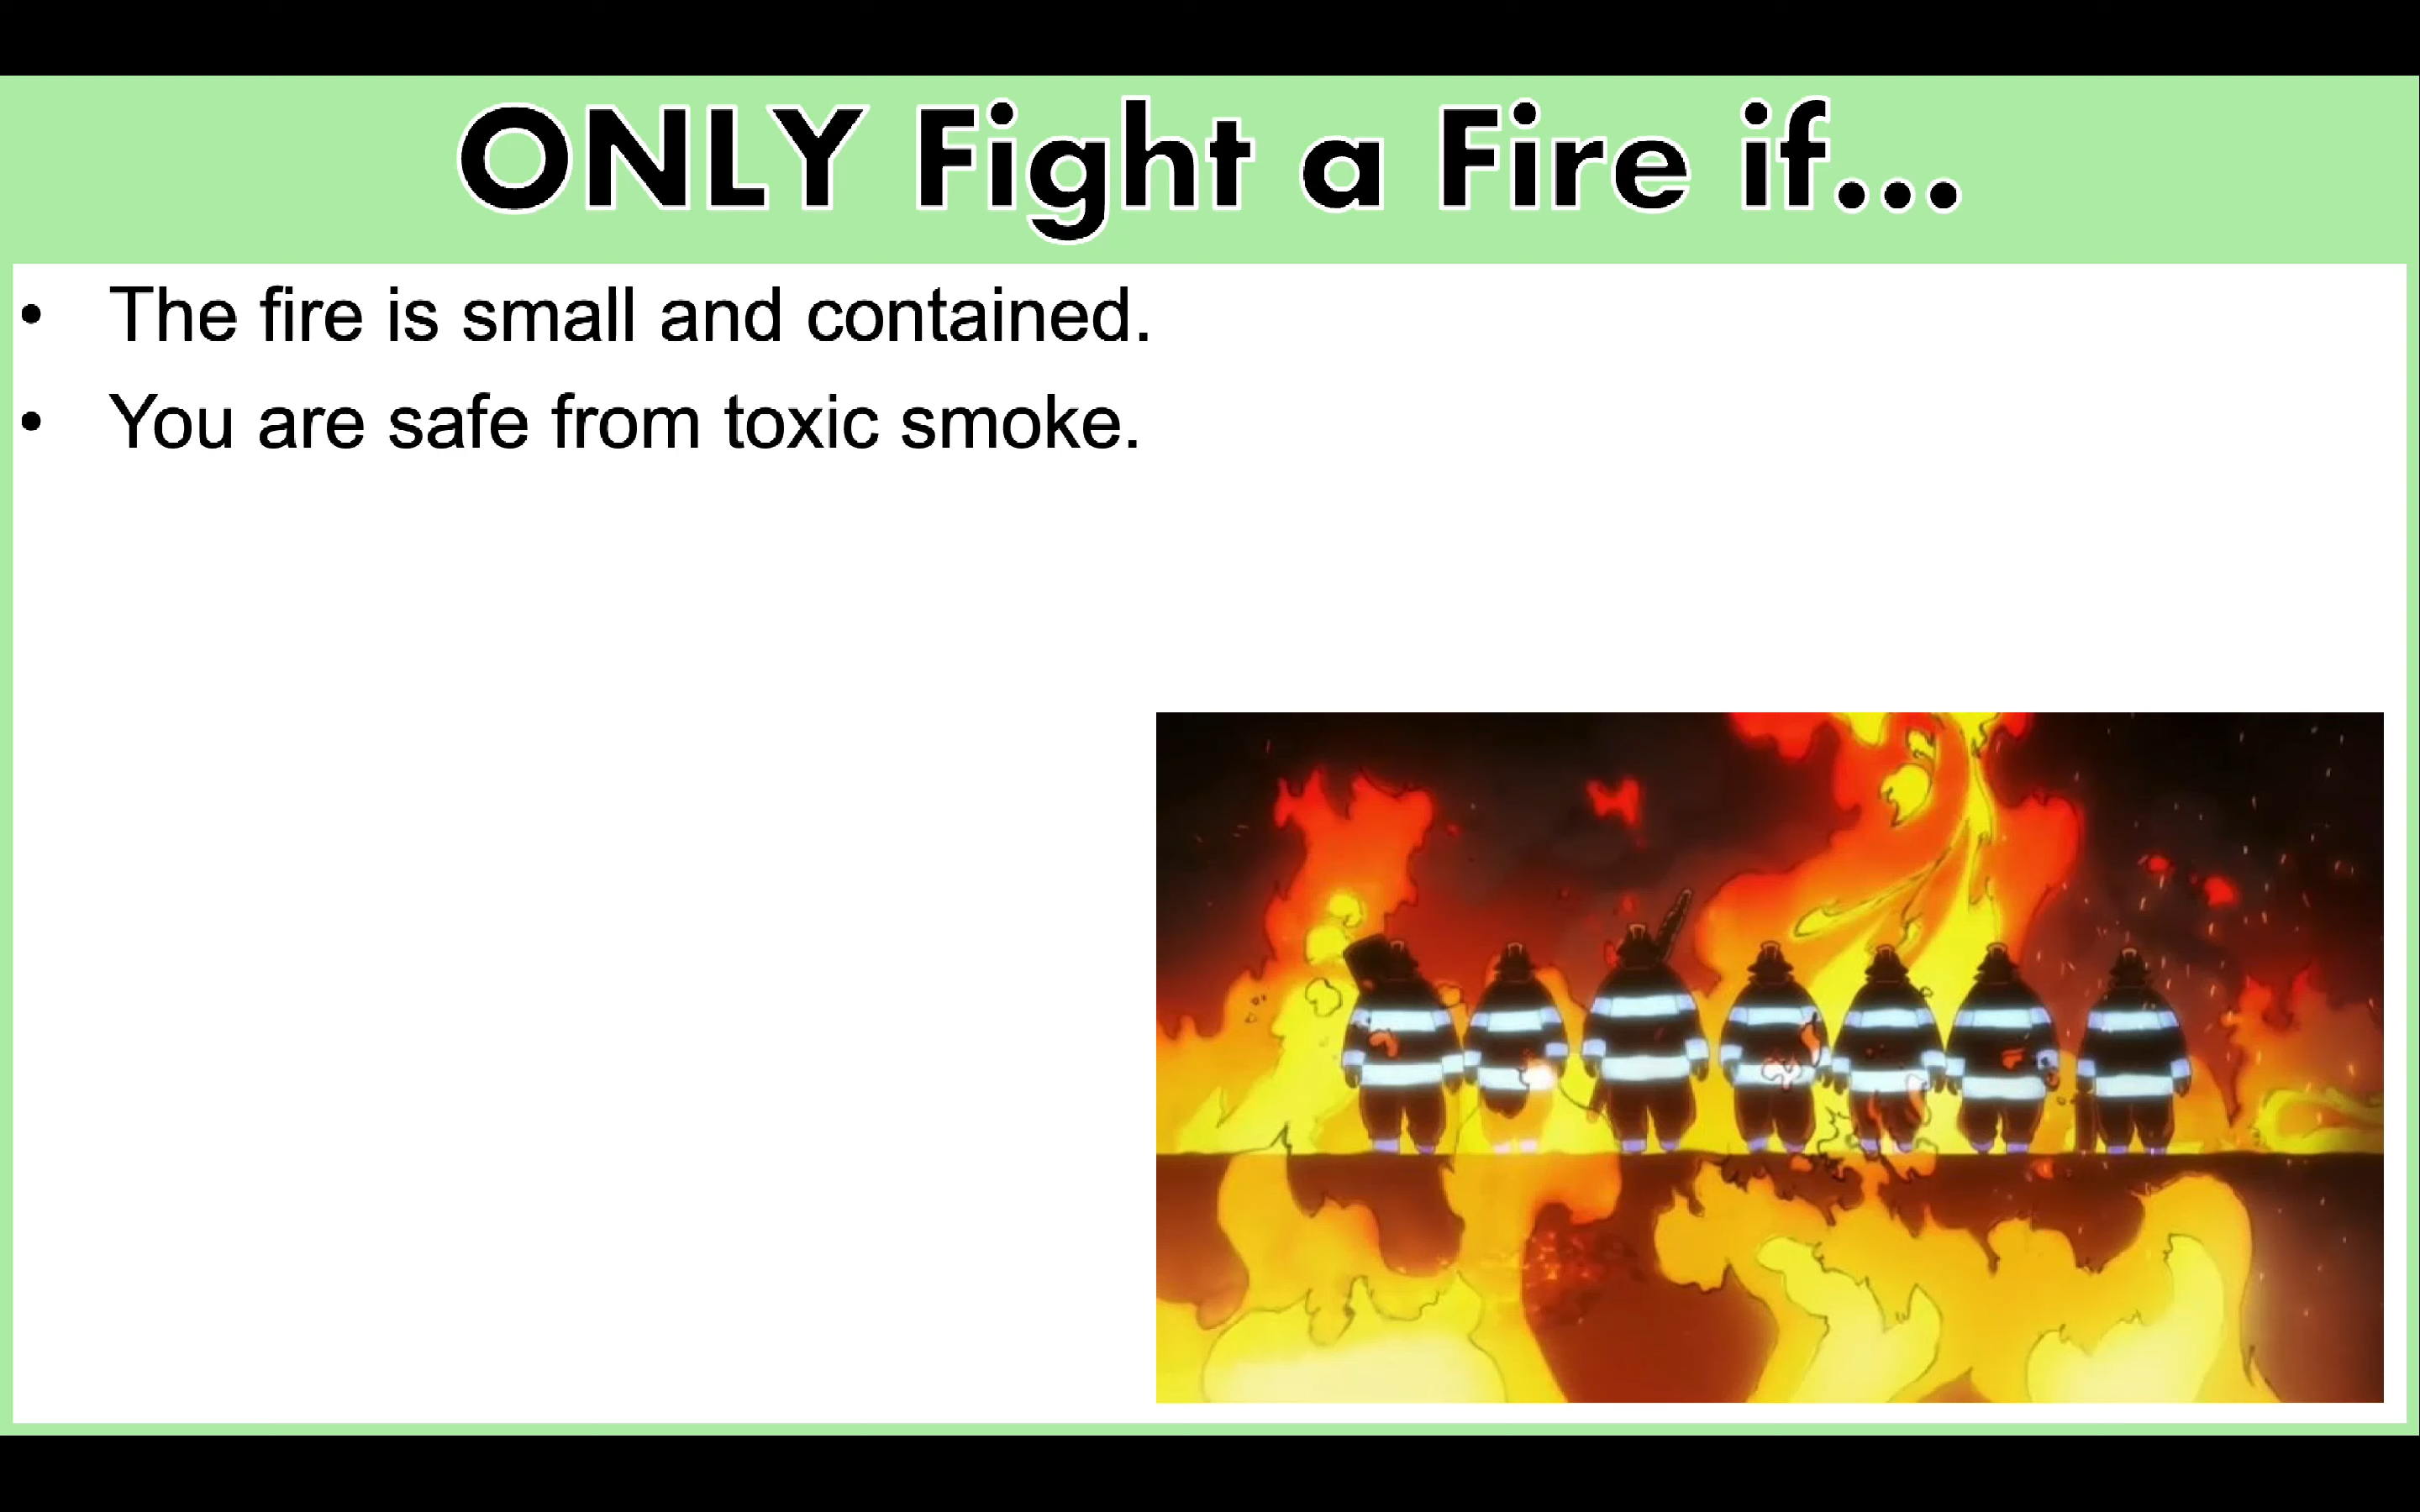 ONLY Fight a Fire if...
• The fire is small and contained.
• You are safe from toxic smoke.